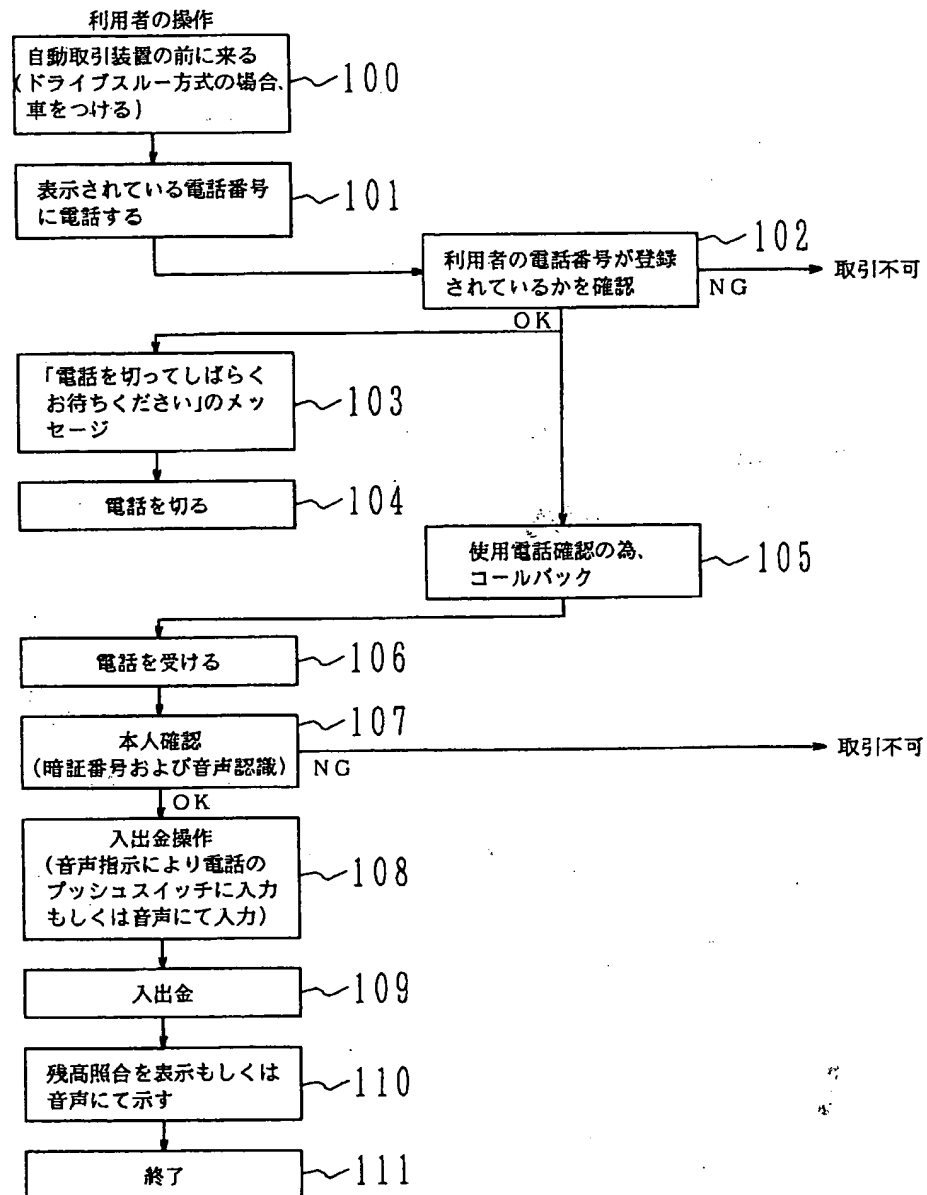 利用者の操作
自動取引装置の前に来る
(ドライブスルー方式の場合、
車をつける)
100
表示されている電話番号
に電話する
101
利用者の電話番号が登録
されているかを確認
102
NG
取引不可
OK
「電話を切ってしばらく
お待ちください」のメッ
セージ
103
電話を切る
104
使用電話確認の為、
コールバック
105
電話を受ける
106
本人確認
(暗証番号および音声認識)
107
NG
取引不可
OK
入出金操作
(音声指示により電話の
プッシュスイッチに入力
もしくは音声にて入力)
108
入出金
109
残高照合を表示もしくは
音声にて示す
110
終了
111